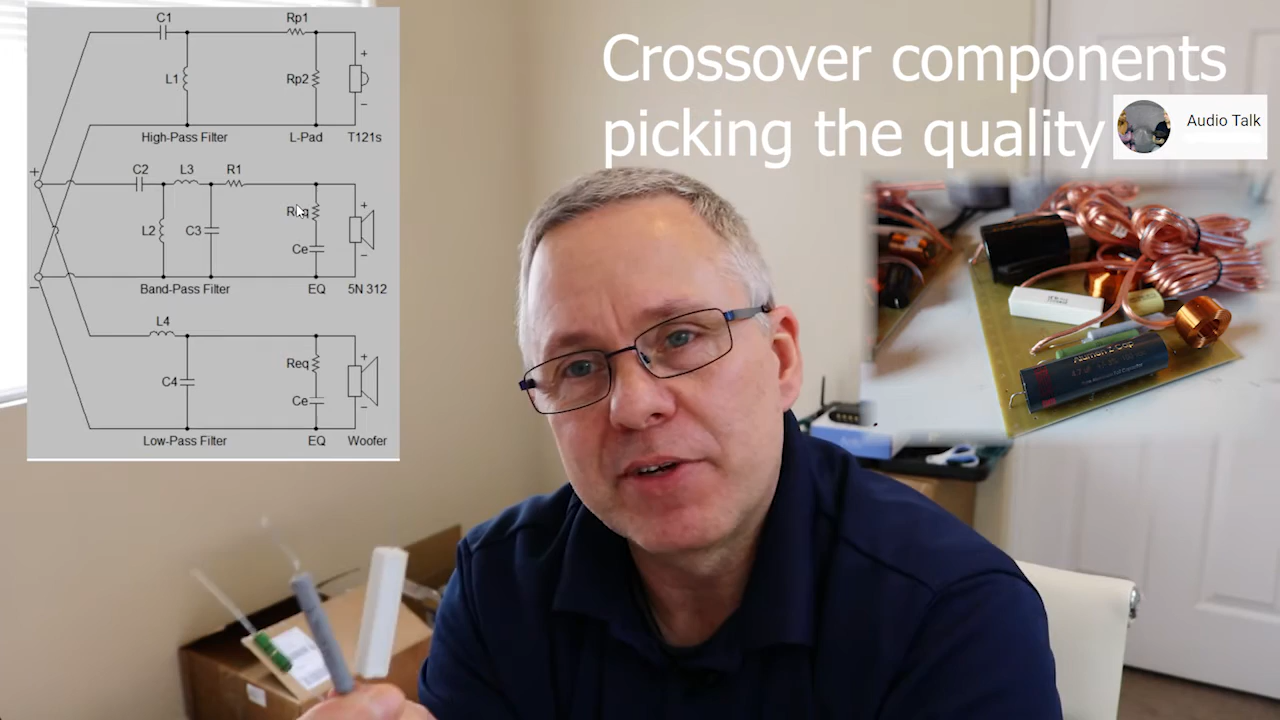 C1
Rp1
L1
Rp2
High-Pass Filter
L-Pad
T121s
C2
L3
R1
L2
C3
Ce
Band-Pass Filter
EQ
5N 312
L4
C4
Req
Ce
Low-Pass Filter
EQ
Woofer
Crossover components
picking the quality
Audio Talk